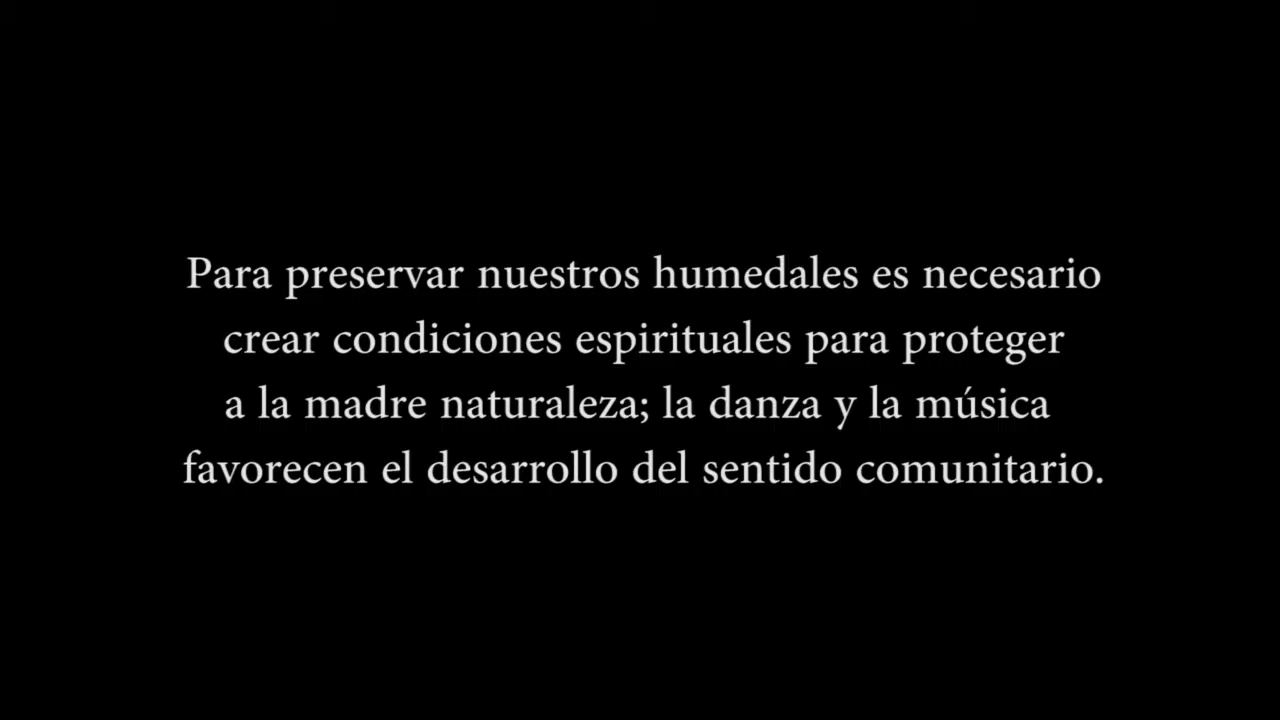 Para preservar nuestros humedales es necesario
crear condiciones espirituales para proteger
a la madre naturaleza; la danza y la música
favorecen el desarrollo del sentido comunitario.